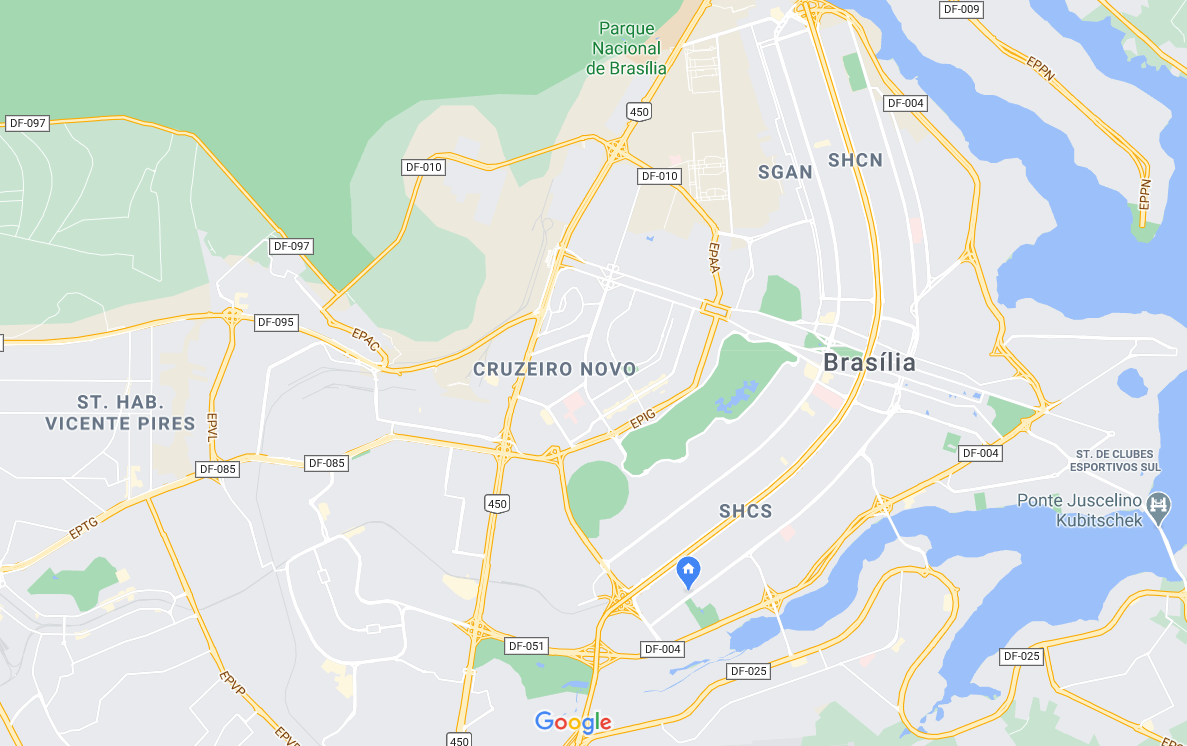 DF-009
Parque
Nacional
de Brasília
EPPN
DF-004
450
DF-097
SHCN
DF-010
SGAN
DF-010
EPPN
DF-097
EPAA
DF-095
EPAC
Brasília
CRUZEIRO NOVO
ST. HAB.
VICENTE PIRES
EPIG
EPVL
DF-004
ST. DE CLUBES
ESPORTIVOS SUL
DF-085
DF-085
450
Ponte Juscelino
Kubitschek
SHCS
EPTG
DF-051
DF-004
DF-025
DF-025
EPVP
Google
450